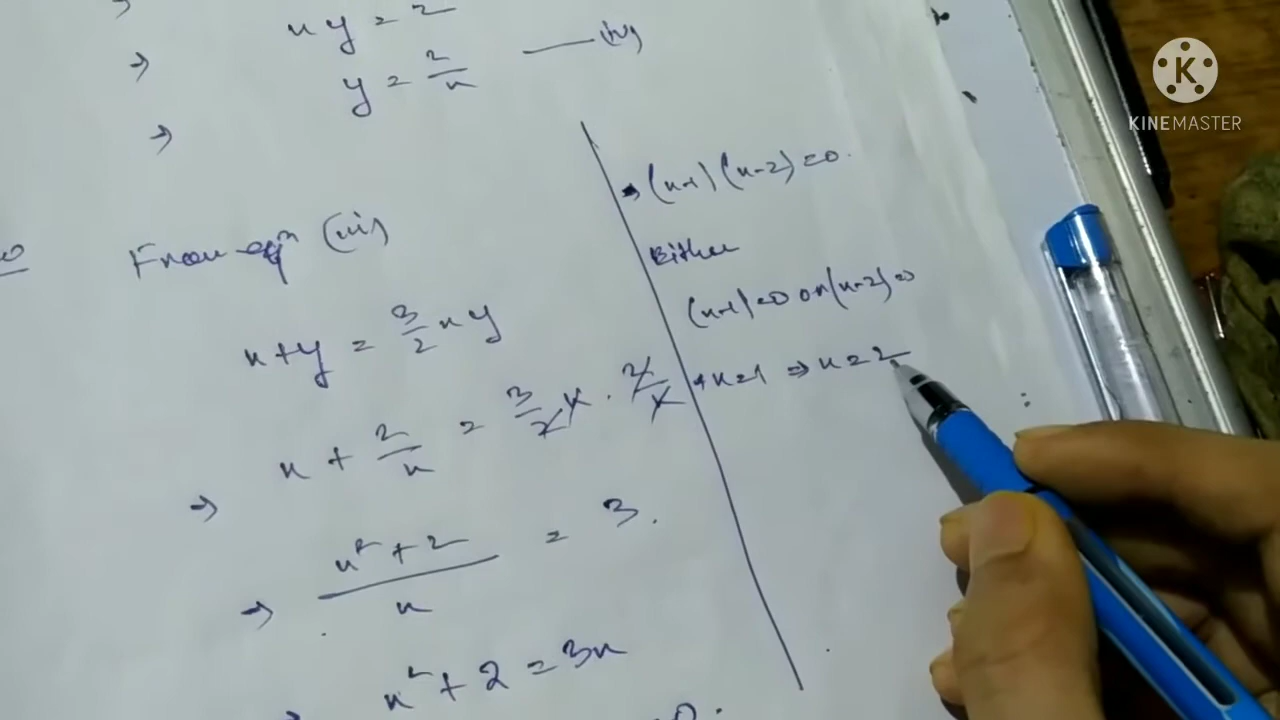 xy = 2
⇒ y = 2/x —— (iv)
⇒
From eqⁿ (iii)
x+y = 3/2 xy
x + 2/x = 3/2 x · 2/x
⇒ 
⇒ x²+2/x = 3.
x²+2 = 3x
0.
⇒ (x-1)(x-2)=0.
Either
(x-1)=0 or (x-2)=0
⇒ x=1 ⇒ x=2
K
KINEMASTER